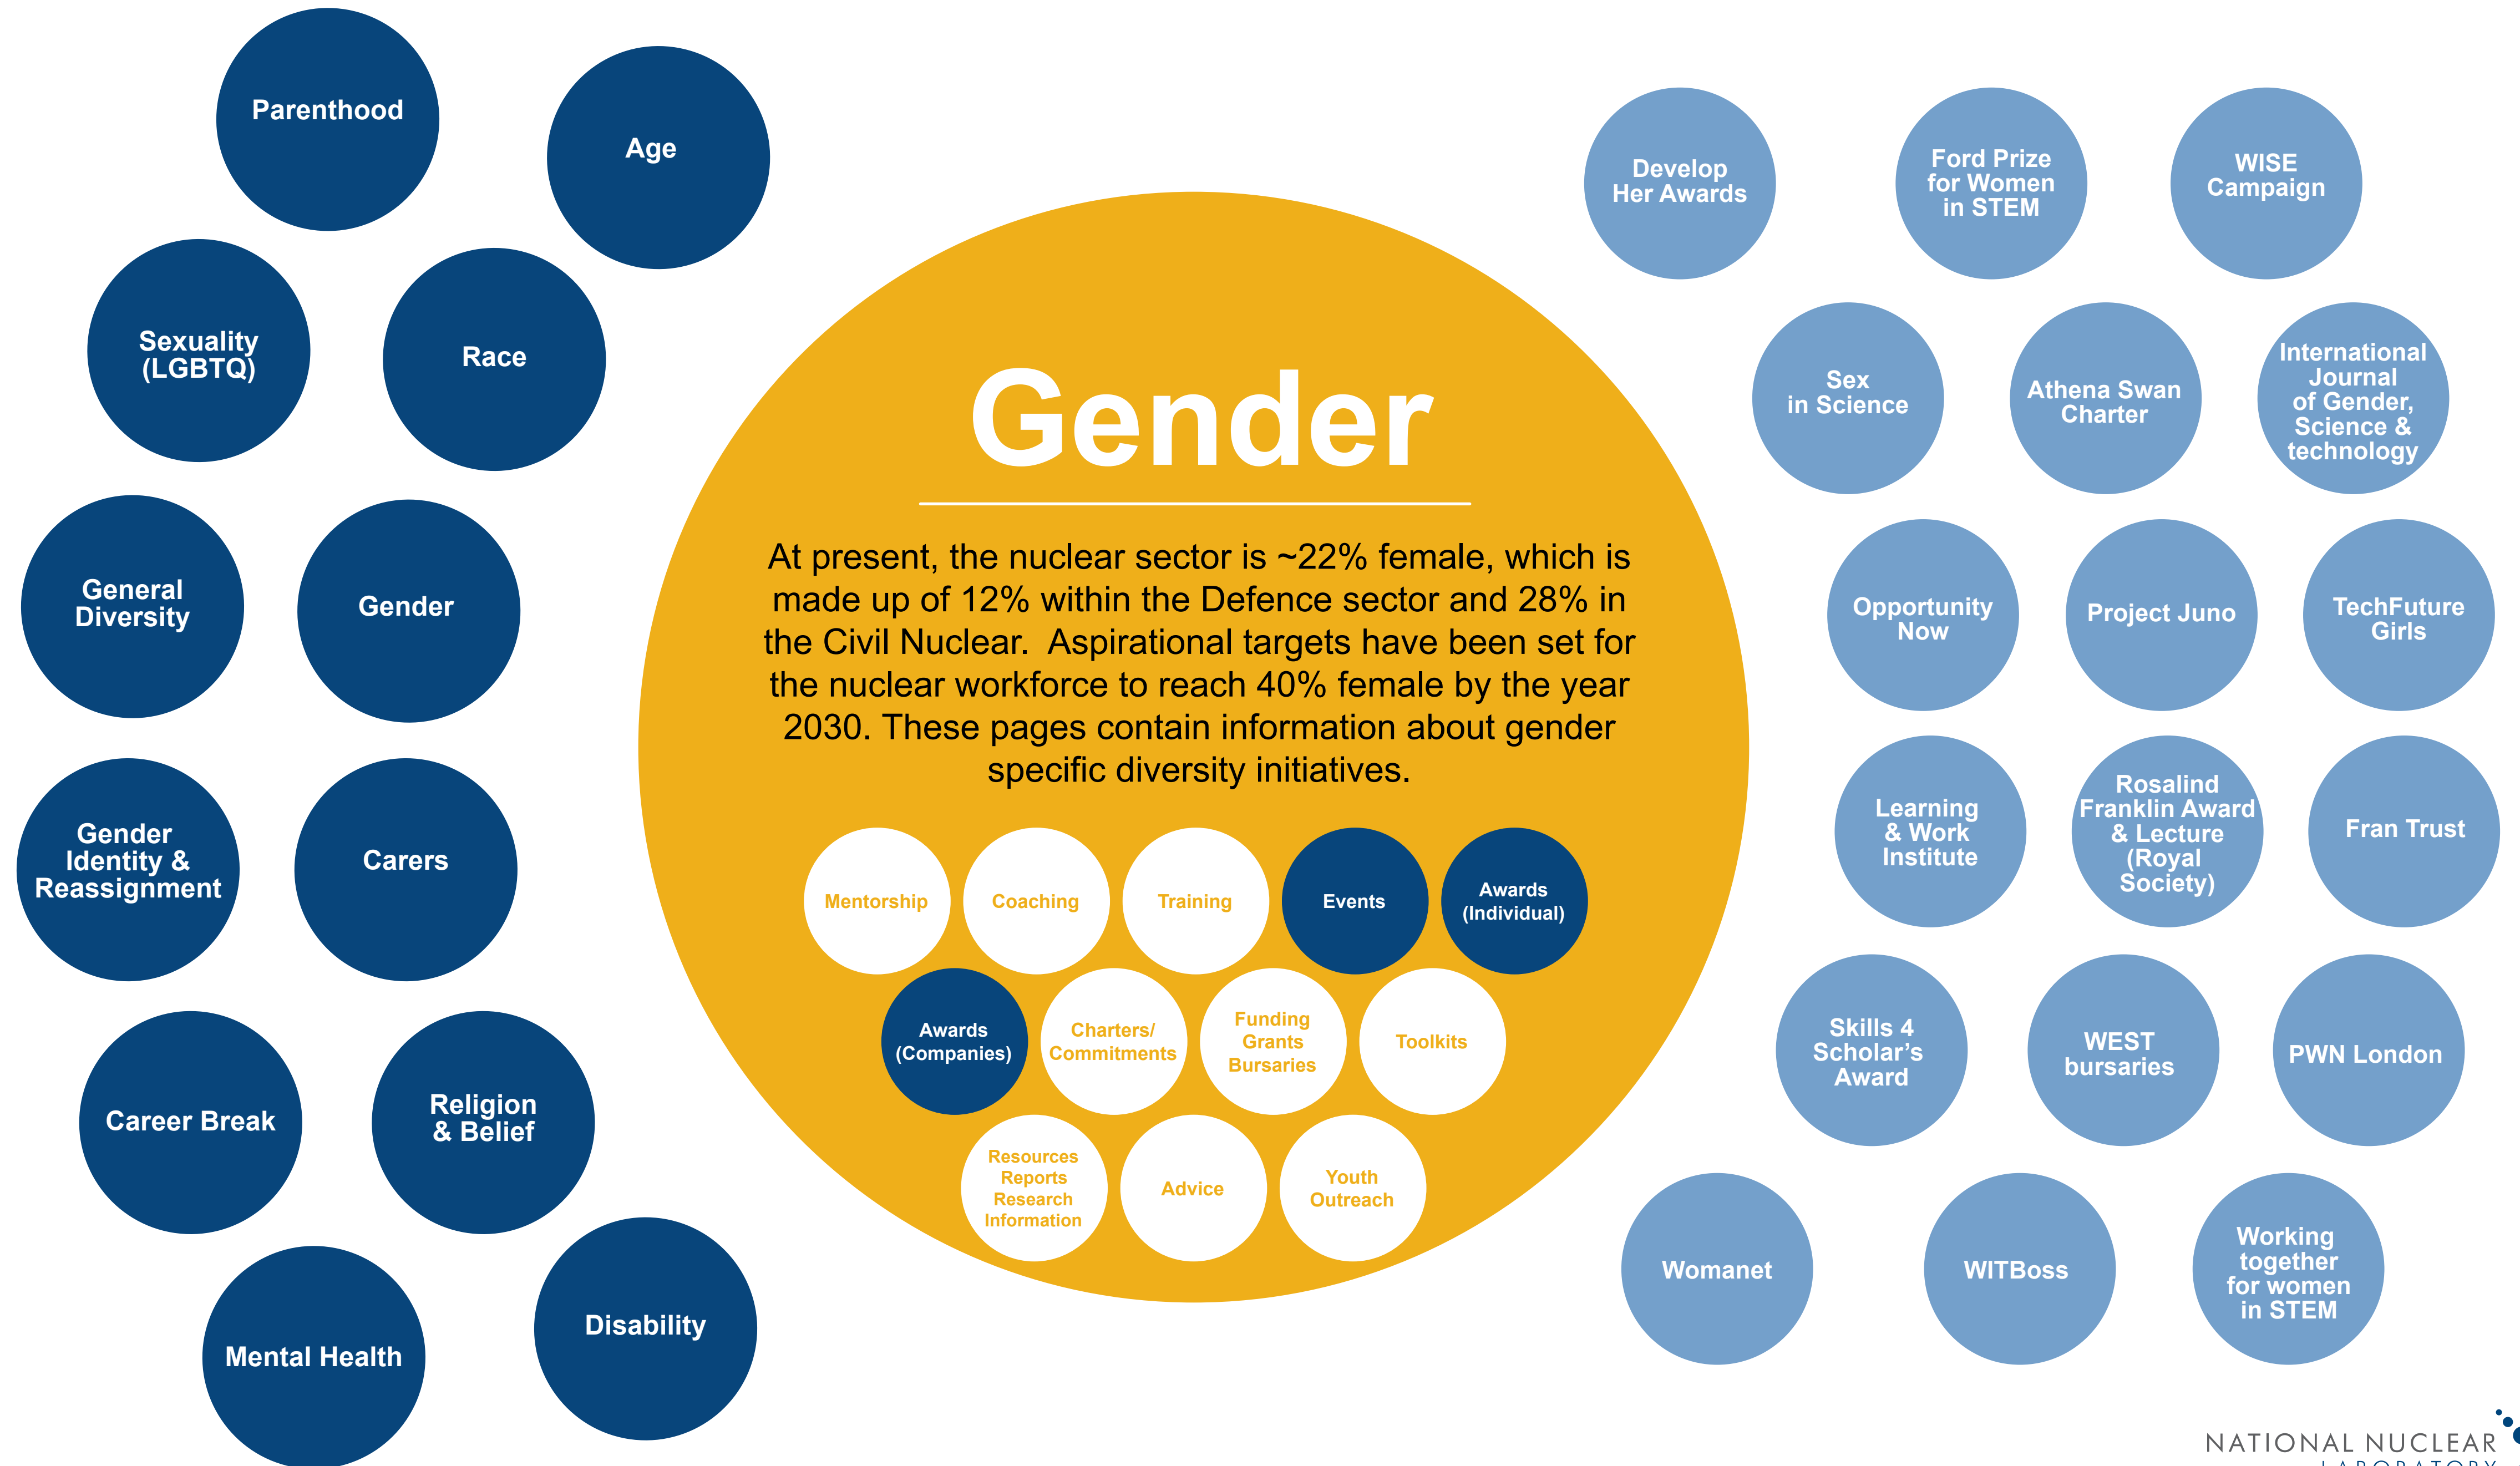 Parenthood
Age
Sexuality
(LGBTQ)
Race
General
Diversity
Gender
Gender
Identity &
Reassignment
Carers
Career Break
Religion
& Belief
Mental Health
Disability
Gender
At present, the nuclear sector is ~22% female, which is
made up of 12% within the Defence sector and 28% in
the Civil Nuclear.  Aspirational targets have been set for
the nuclear workforce to reach 40% female by the year
2030. These pages contain information about gender
specific diversity initiatives.
Mentorship
Coaching
Training
Events
Awards
(Individual)
Awards
(Companies)
Charters/
Commitments
Funding
Grants
Bursaries
Toolkits
Resources
Reports
Research
Information
Advice
Youth
Outreach
Develop
Her Awards
Ford Prize
for Women
in STEM
WISE
Campaign
Sex
in Science
Athena Swan
Charter
International
Journal
of Gender,
Science &
technology
Opportunity
Now
Project Juno
TechFuture
Girls
Learning
& Work
Institute
Rosalind
Franklin Award
& Lecture
(Royal
Society)
Fran Trust
Skills 4
Scholar’s
Award
WEST
bursaries
PWN London
Womanet
WITBoss
Working
together
for women
in STEM
NATIONAL NUCLEAR
LABORATORY